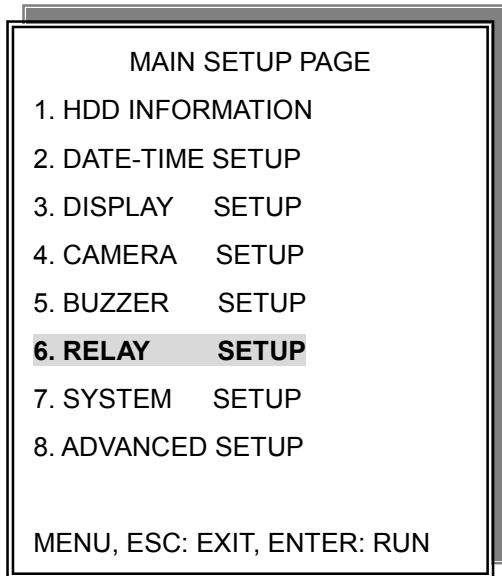 MAIN SETUP PAGE
1. HDD INFORMATION
2. DATE-TIME SETUP
3. DISPLAY SETUP
4. CAMERA SETUP
5. BUZZER SETUP
6. RELAY SETUP
7. SYSTEM SETUP
8. ADVANCED SETUP
MENU, ESC: EXIT, ENTER: RUN